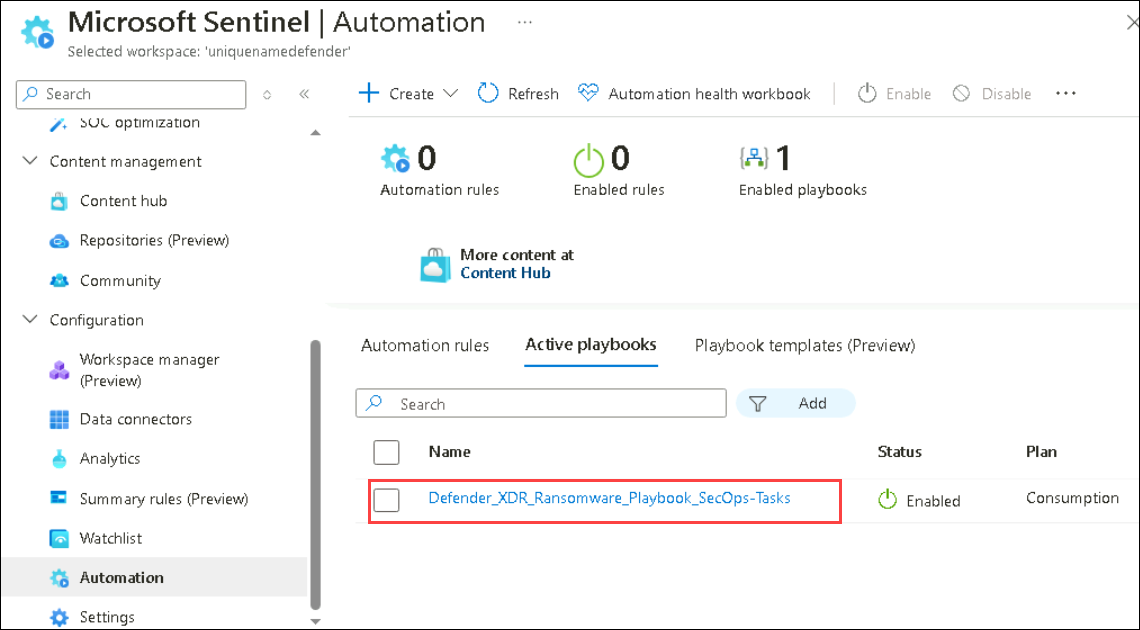 Microsoft Sentinel | Automation ...
Selected workspace: 'uniquenamedefender'
Search
«
Create
Refresh
Automation health workbook
Enable
Disable
...
SOC optimization
Content management
Content hub
Repositories (Preview)
Community
Configuration
Workspace manager
(Preview)
Data connectors
Analytics
Summary rules (Preview)
Watchlist
Automation
Settings
0
Automation rules
0
Enabled rules
1
Enabled playbooks
More content at
Content Hub
Automation rules
Active playbooks
Playbook templates (Preview)
Search
Add
Name
Status
Plan
Defender_XDR_Ransomware_Playbook_SecOps-Tasks
Enabled
Consumption